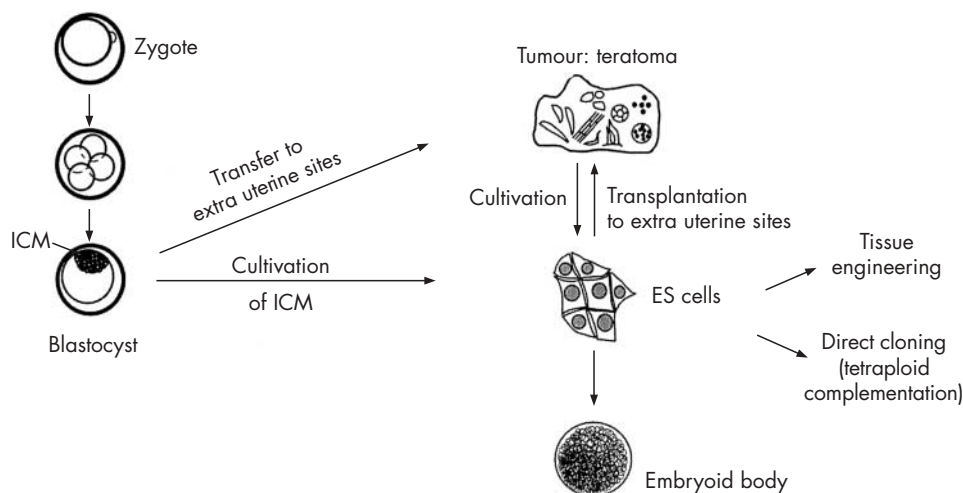 Zygote
Tumour: teratoma
Transfer to
extra uterine sites
Cultivation
Transplantation
to extra uterine sites
ICM
Cultivation
of ICM
Blastocyst
ES cells
Tissue
engineering
Direct cloning
(tetraploid
complementation)
Embryoid body